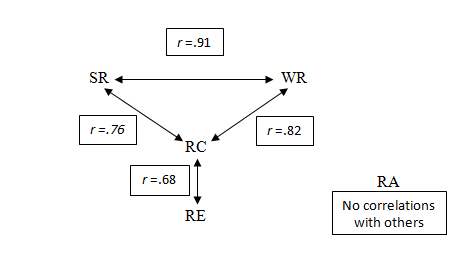 r =.91
SR
WR
r =.76
r =.82
RC
r =.68
RE
RA
No correlations
with others